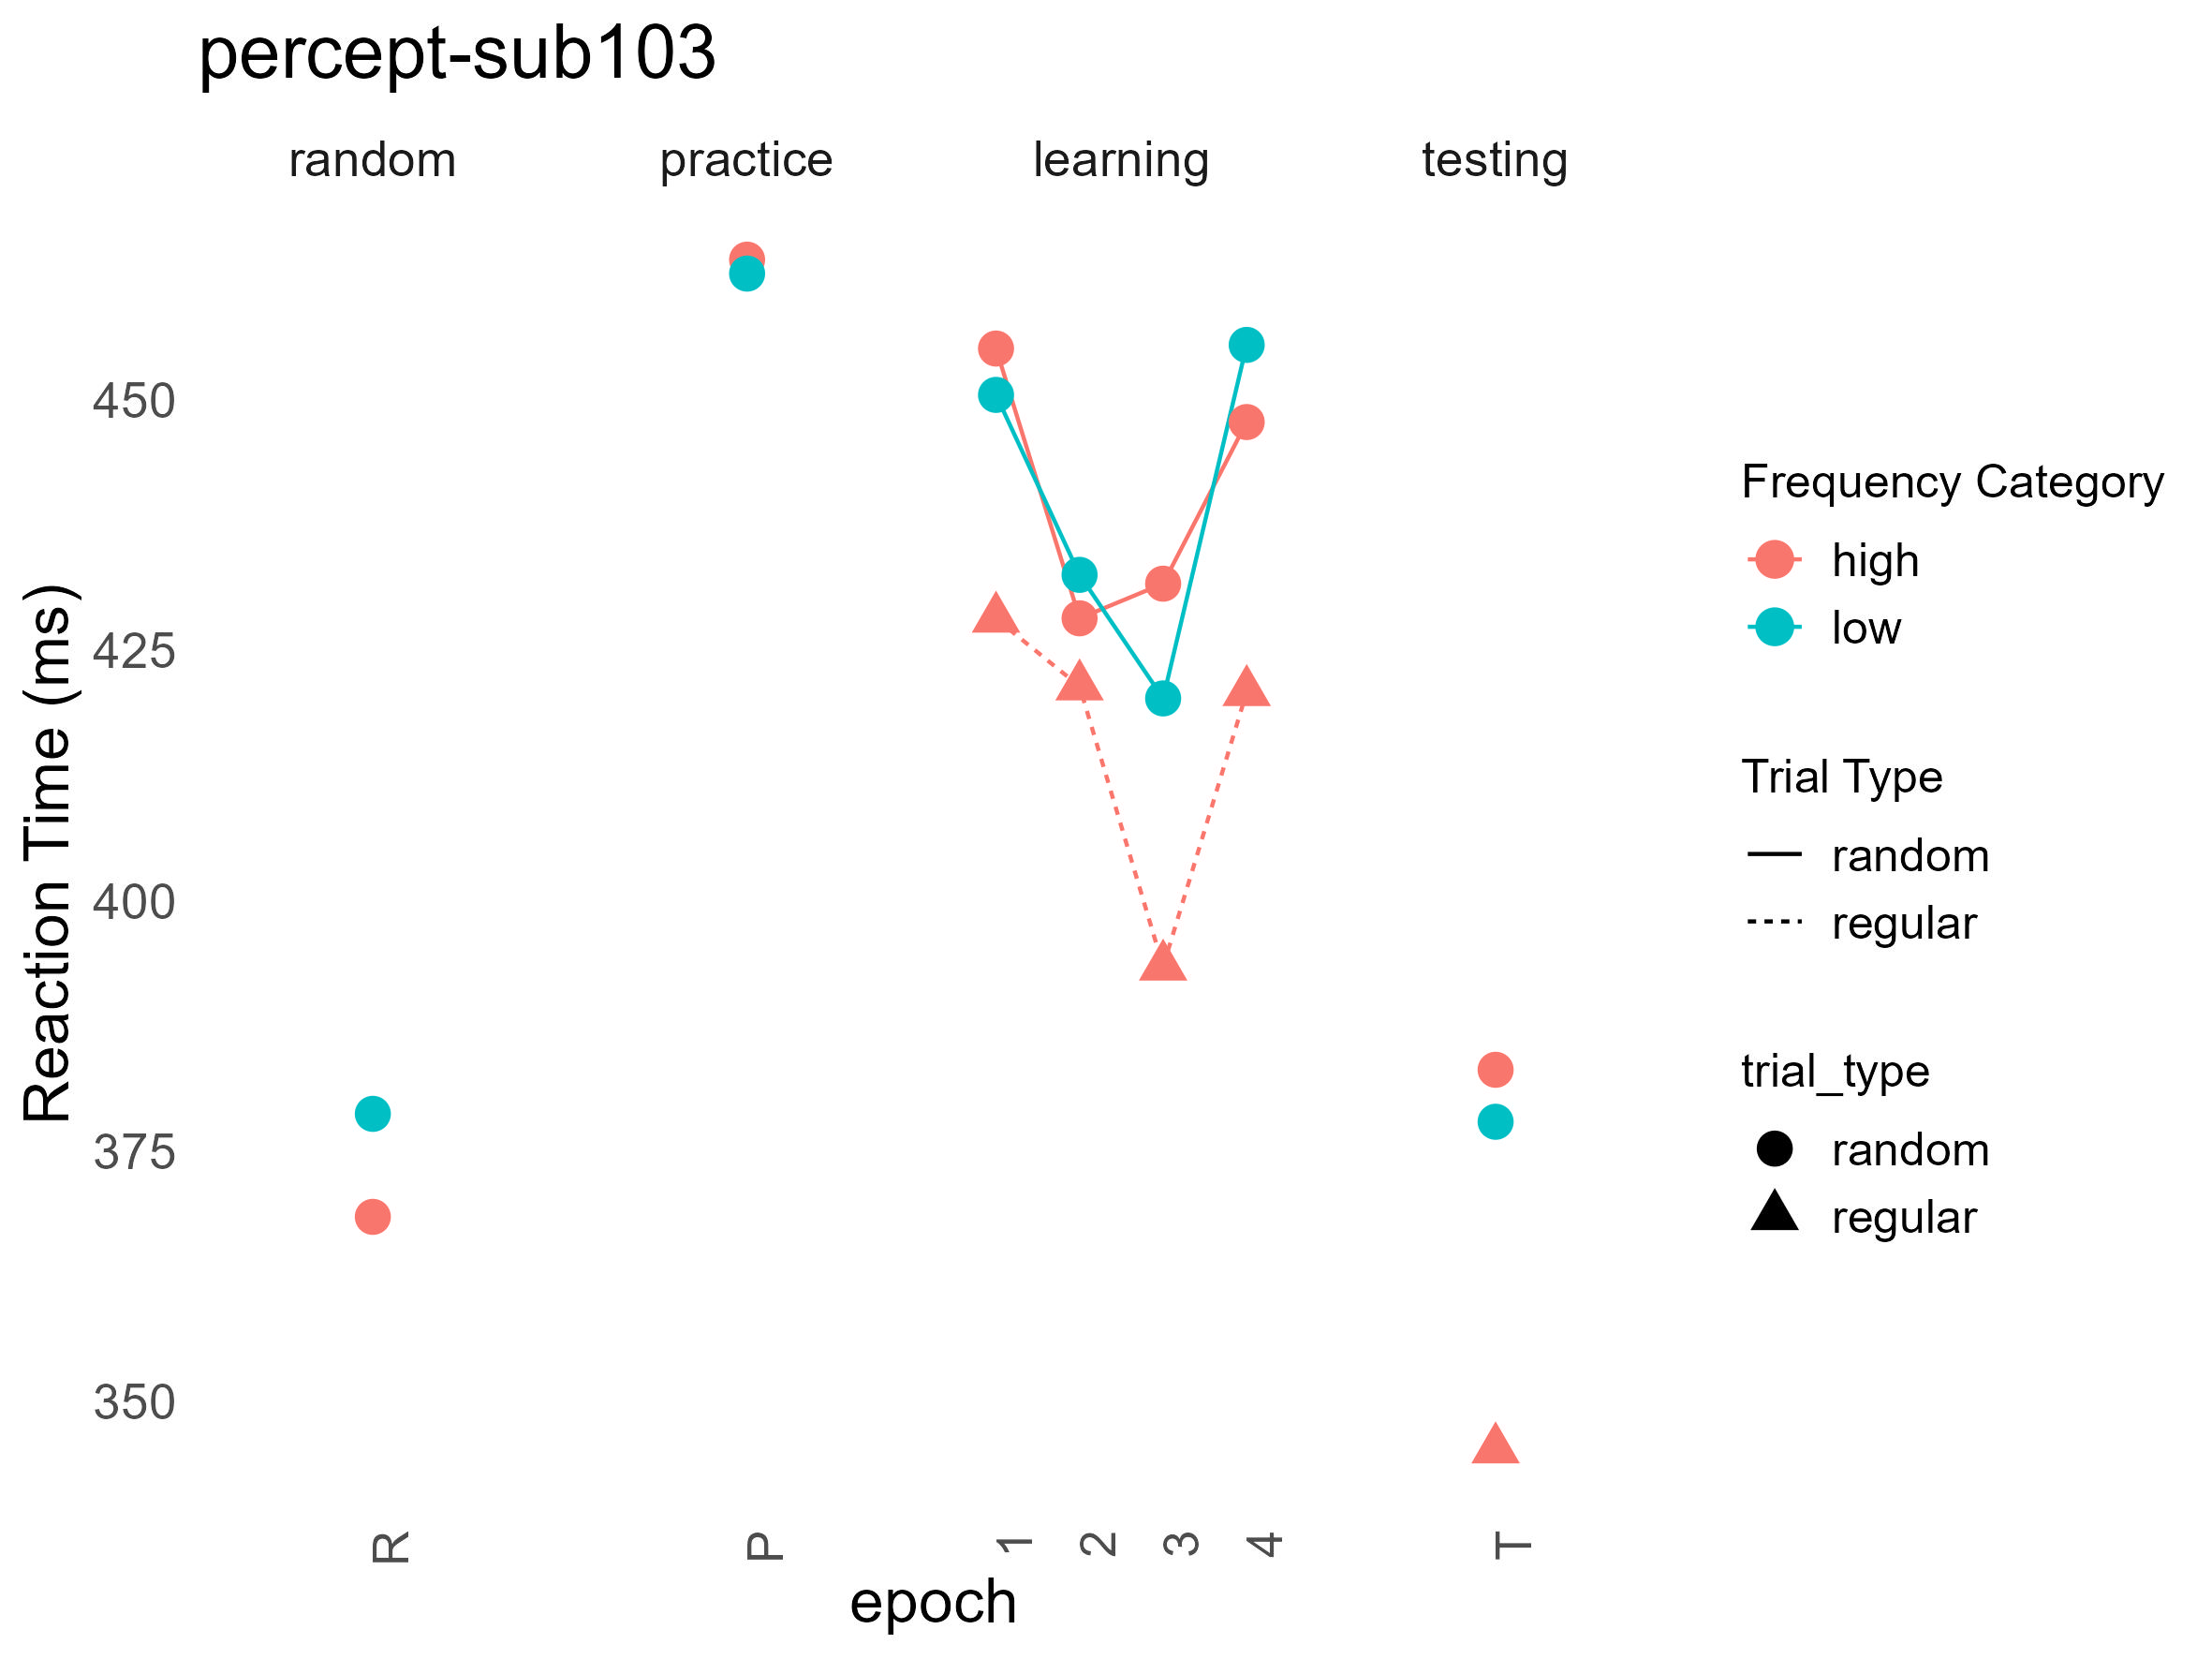 percept-sub103
random practice learning testing
450
425
400
375
350
Reaction Time (ms)
R P 1 2 3 4 T
epoch
Frequency Category
high
low
Trial Type
random
regular
trial_type
random
regular